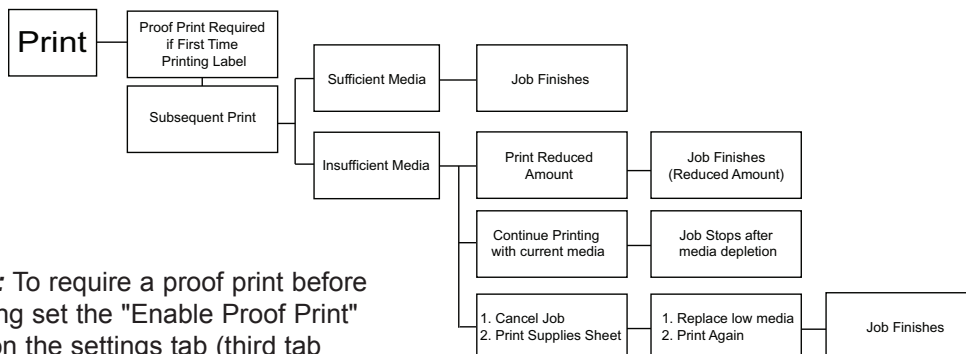 Print
Proof Print Required
if First Time
Printing Label
Subsequent Print
Sufficient Media
Job Finishes
Insufficient Media
Print Reduced
Amount
Job Finishes
(Reduced Amount)
Continue Printing
with current media
Job Stops after
media depletion
1. Cancel Job
2. Print Supplies Sheet
1. Replace low media
2. Print Again
Job Finishes
To require a proof print before
set the "Enable Proof Print"
on the settings tab (third tab